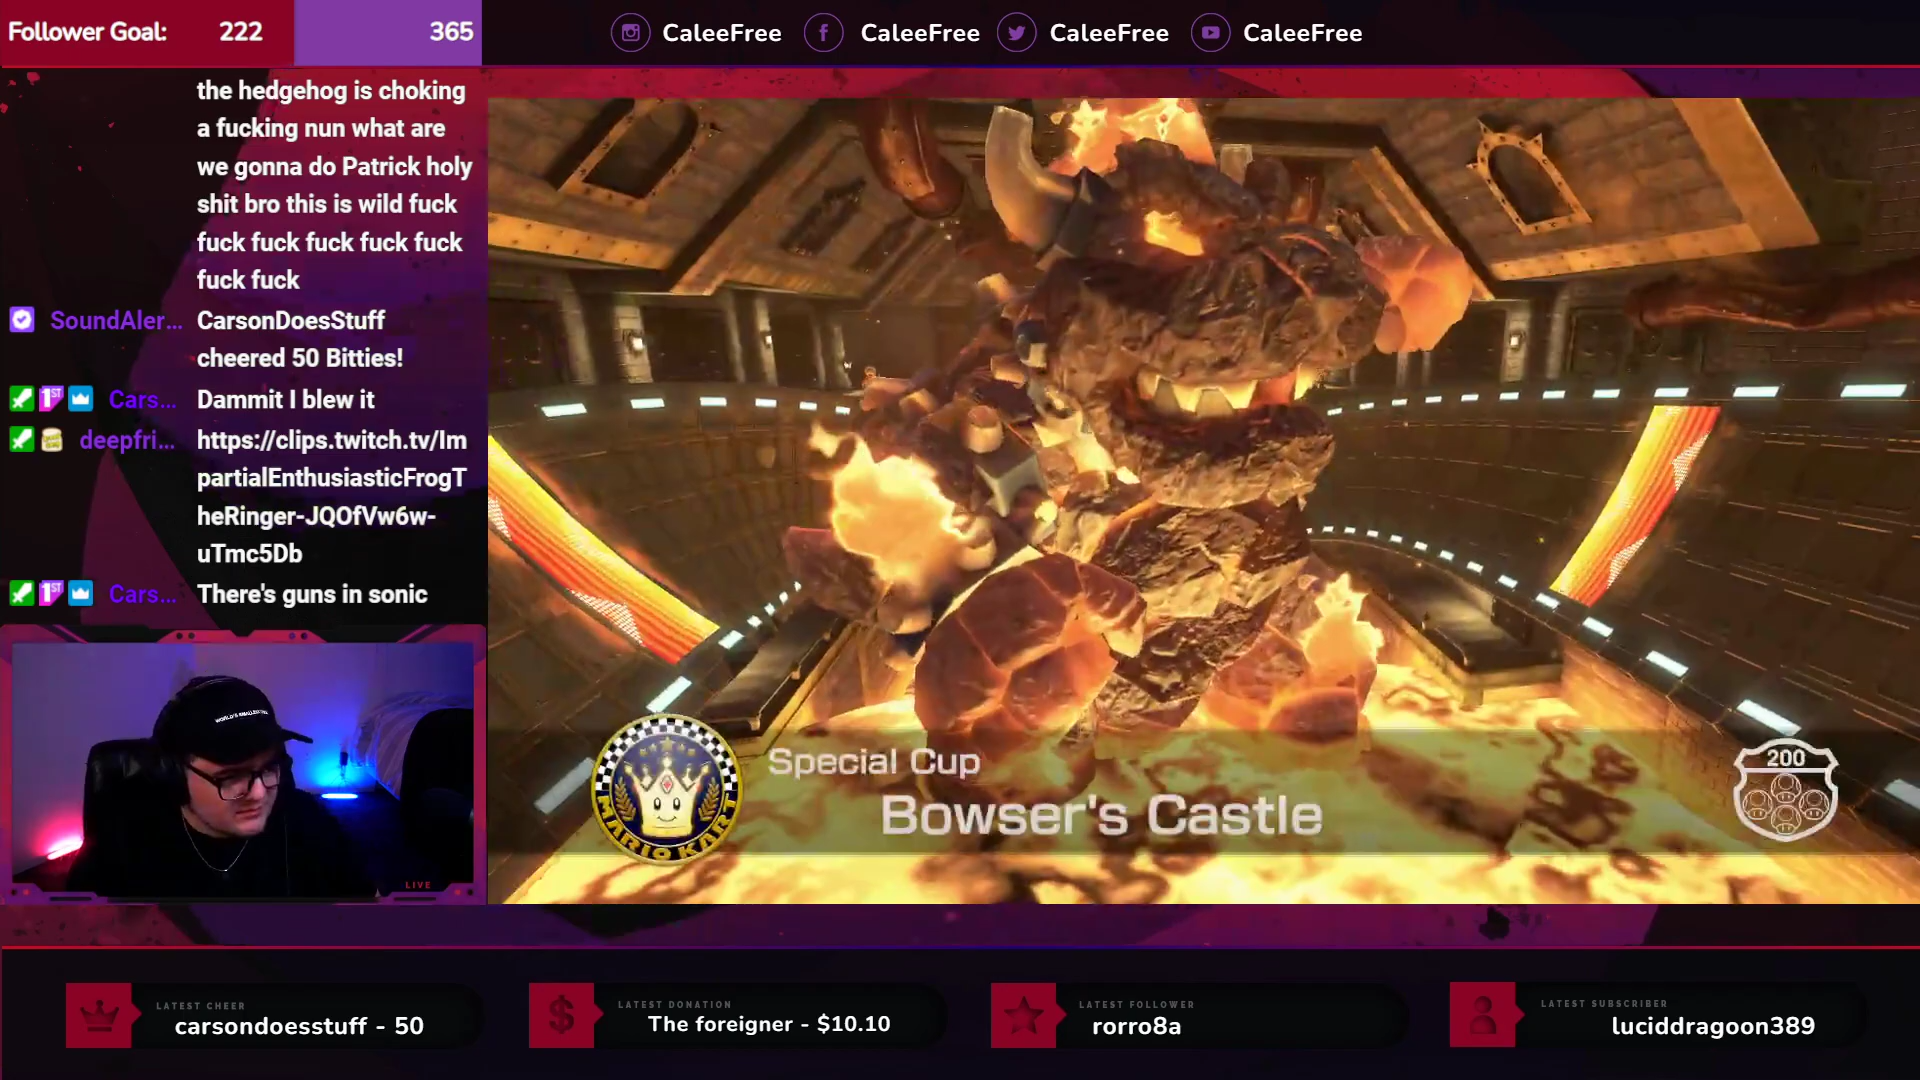 Follower Goal: 222 365
CaleeFree CaleeFree CaleeFree CaleeFree
the hedgehog is choking
a fucking nun what are
we gonna do Patrick holy
shit bro this is wild fuck
fuck fuck fuck fuck fuck
fuck fuck
SoundAler... CarsonDoesStuff
cheered 50 Bitties!
1ST Cars... Dammit I blew it
deepfri... https://clips.twitch.tv/Im
partialEnthusiasticFrogT
heRinger-JQOfVw6w-
uTmc5Db
1ST Cars... There's guns in sonic
LIVE
MARIO KART
Special Cup
Bowser's Castle
200
LATEST CHEER
carsondoesstuff - 50
LATEST DONATION
The foreigner - $10.10
LATEST FOLLOWER
rorro8a
LATEST SUBSCRIBER
luciddragoon389